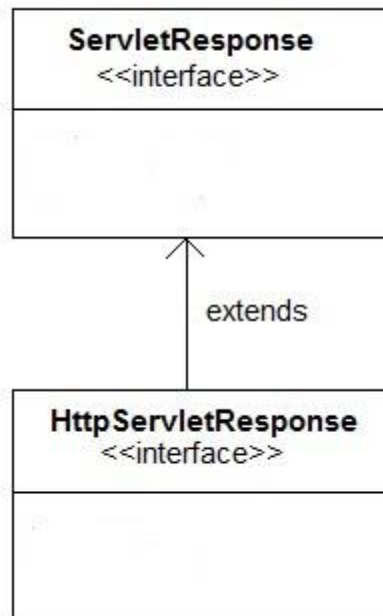 ServletResponse
<<interface>>
extends
HttpServletResponse
<<interface>>